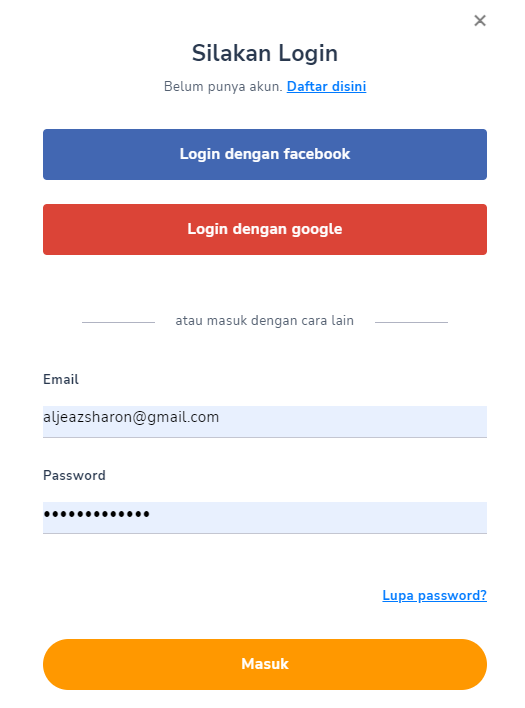 Silakan Login
Belum punya akun. Daftar disini
Login dengan facebook
Login dengan google
atau masuk dengan cara lain
Email
aljeazsharon@gmail.com
Password
•••••••••••••
Lupa password?
Masuk